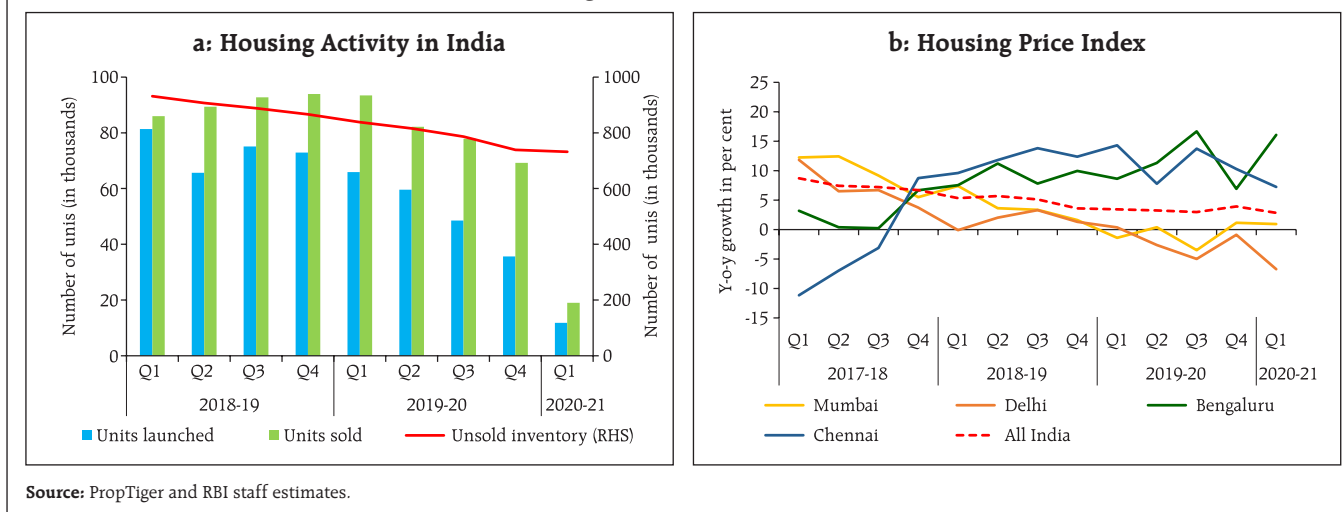 a: Housing Activity in India
Number of unis (in thousands)
100
80
60
40
20
0
1000
800
600
400
200
0
Number of unis (in thousands)
Q1 Q2 Q3 Q4 Q1 Q2 Q3 Q4 Q1
2018-19 2019-20 2020-21
Units launched Units sold Unsold inventory (RHS)
b: Housing Price Index
Y-o-y growth in per cent
25
20
15
10
5
0
-5
-10
-15
Q1 Q2 Q3 Q4 Q1 Q2 Q3 Q4 Q1 Q2 Q3 Q4 Q1
2017-18 2018-19 2019-20 2020-21
Mumbai Delhi Bengaluru
Chennai All India
Source: PropTiger and RBI staff estimates.